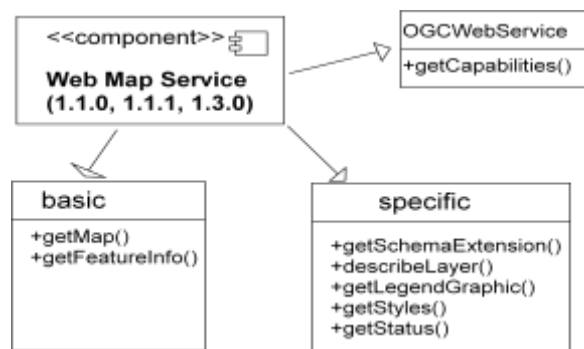 <<component>>
Web Map Service
(1.1.0, 1.1.1, 1.3.0)
OGCWebService
+getCapabilities()
basic
+getMap()
+getFeatureInfo()
specific
+getSchemaExtension()
+describeLayer()
+getLegendGraphic()
+getStyles()
+getStatus()